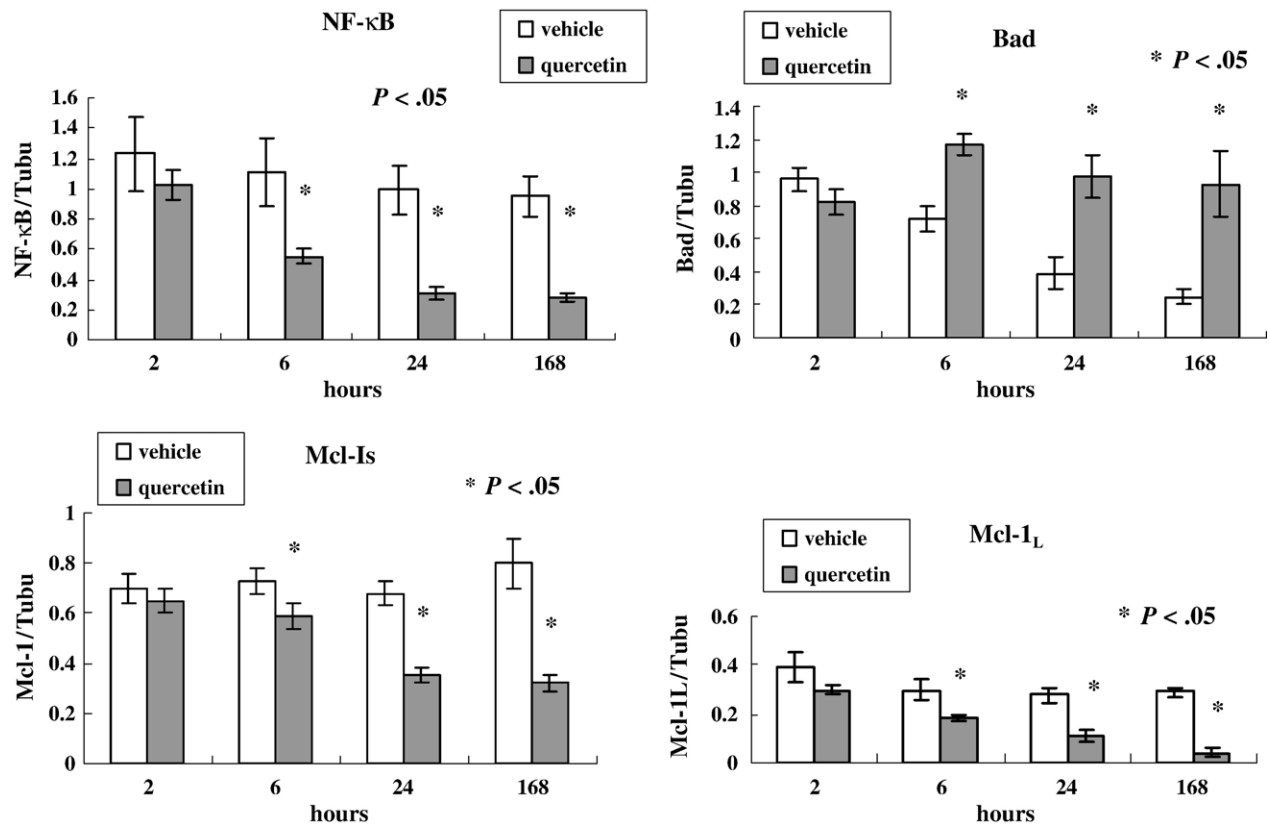 NF-κB
vehicle
quercetin
P < .05
NF-κB/Tubu
1.6
1.4
1.2
1
0.8
0.6
0.4
0.2
0
*
*
*
2 6 24 168
hours
vehicle
quercetin
Bad
* P < .05
Bad/Tubu
1.4
1.2
1
0.8
0.6
0.4
0.2
0
*
*
*
2 6 24 168
hours
vehicle
quercetin
Mcl-Is
* P < .05
Mcl-1/Tubu
1
0.8
0.6
0.4
0.2
0
*
*
*
2 6 24 168
hours
vehicle
quercetin
Mcl-1L
* P < .05
Mcl-1L/Tubu
0.6
0.4
0.2
0
*
*
*
2 6 24 168
hours